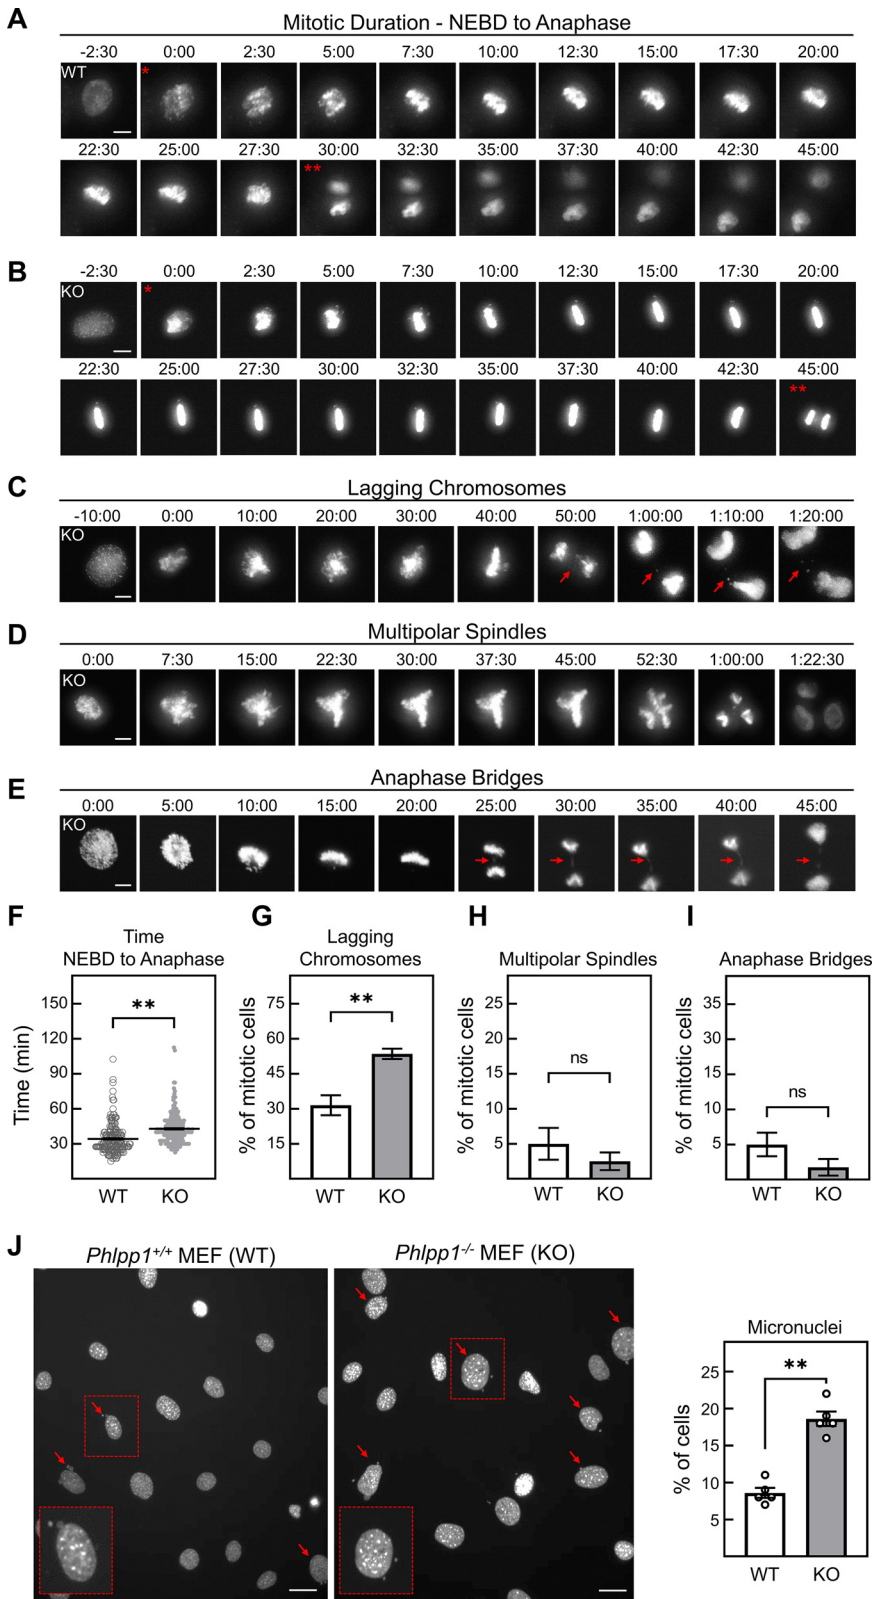 A
Mitotic Duration - NEBD to Anaphase
-2:30 0:00 2:30 5:00 7:30 10:00 12:30 15:00 17:30 20:00
WT *
22:30 25:00 27:30 30:00 32:30 35:00 37:30 40:00 42:30 45:00
**
B
-2:30 0:00 2:30 5:00 7:30 10:00 12:30 15:00 17:30 20:00
KO *
22:30 25:00 27:30 30:00 32:30 35:00 37:30 40:00 42:30 45:00
**
C
Lagging Chromosomes
-10:00 0:00 10:00 20:00 30:00 40:00 50:00 1:00:00 1:10:00 1:20:00
KO
D
Multipolar Spindles
0:00 7:30 15:00 22:30 30:00 37:30 45:00 52:30 1:00:00 1:22:30
KO
E
Anaphase Bridges
0:00 5:00 10:00 15:00 20:00 25:00 30:00 35:00 40:00 45:00
KO
F
Time
NEBD to Anaphase
Time (min)
150
120
90
60
30
**
WT KO
G
Lagging
Chromosomes
% of mitotic cells
75
60
45
30
15
**
WT KO
H
Multipolar Spindles
% of mitotic cells
25
20
15
10
5
ns
WT KO
I
Anaphase Bridges
% of mitotic cells
35
30
15
10
5
ns
WT KO
J
Phlpp1+/+ MEF (WT)
Phlpp1-/- MEF (KO)
Micronuclei
% of cells
25
20
15
10
5
**
WT KO